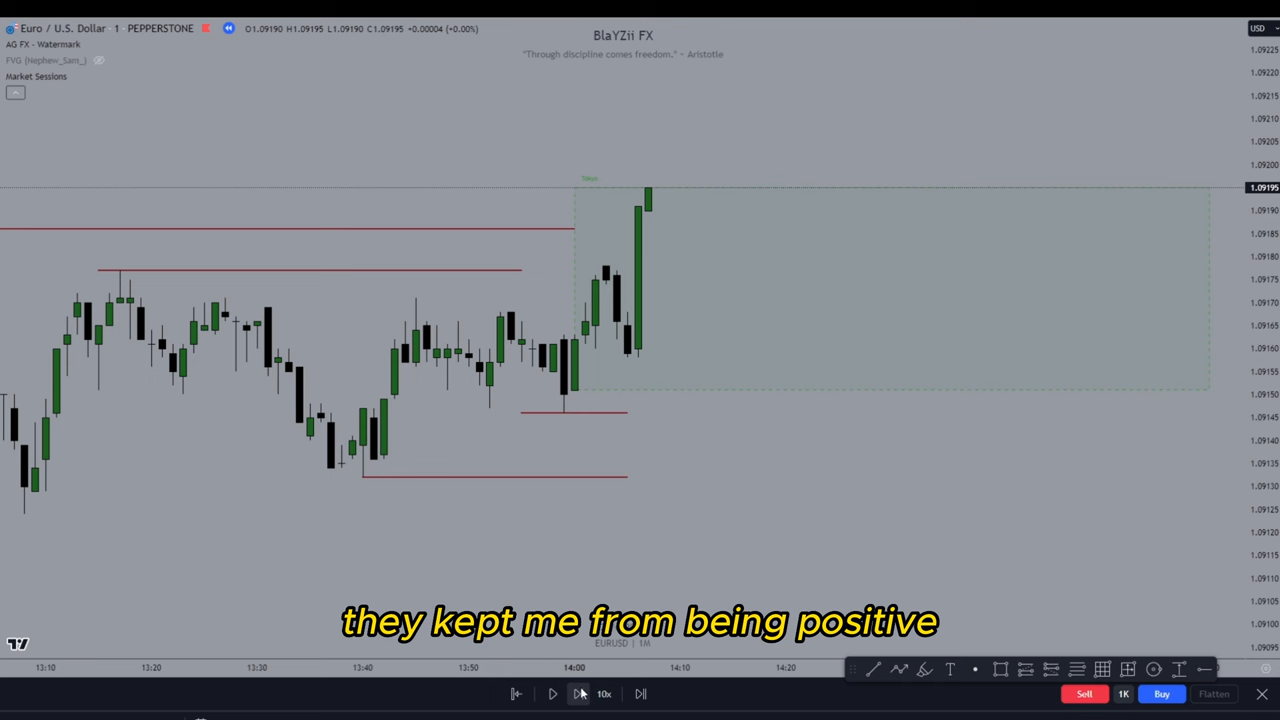 Euro / U.S. Dollar · 1 · PEPPERSTONE O1.09190 H1.09195 L1.09190 C1.09195 +0.00004 (+0.00%)
AG FX - Watermark
FVG (Nephew_Sam_)
Market Sessions
BlaYZii FX
"Through discipline comes freedom." ~ Aristotle
USD
1.09225
1.09220
1.09215
1.09210
1.09205
1.09200
1.09195
1.09190
1.09185
1.09180
1.09175
1.09170
1.09165
1.09160
1.09155
1.09150
1.09145
1.09140
1.09135
1.09130
1.09125
1.09120
1.09115
1.09110
1.09105
1.09100
1.09095
Tokyo
they kept me from being positive
EURUSD | 1M
13:10 13:20 13:30 13:40 13:50 14:00 14:10 14:20
10x
Sell 1K Buy Flatten